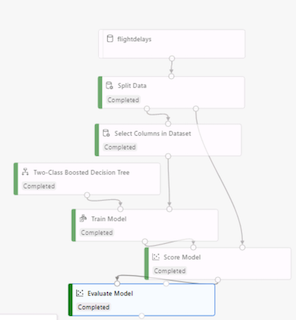 flightdelays
Split Data
Completed
Select Columns in Dataset
Completed
Two-Class Boosted Decision Tree
Completed
Train Model
Completed
Score Model
Completed
Evaluate Model
Completed